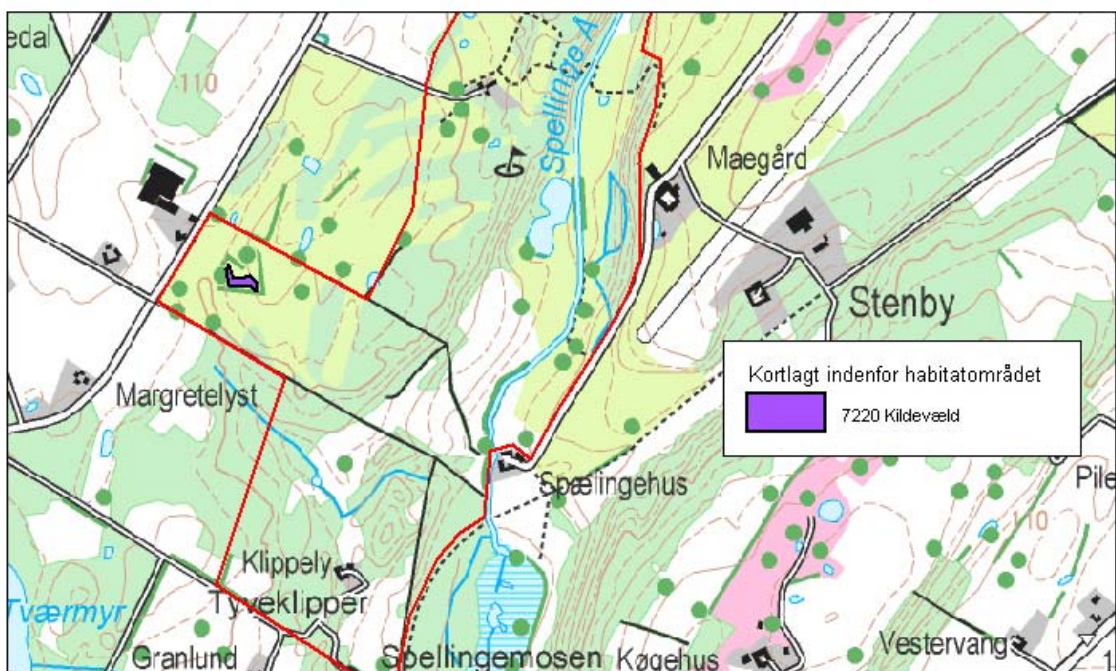 edal
110
Spellinge Å
Maegård
Stenby
Kortlagt indenfor habitatområdet
7220 Kildevæld
Margretelyst
Spælingehus
Pile
110
Klippely
Tyveklipper
Tværmyr
Granlund
Spellingemosen
Køgehus
Vestervang